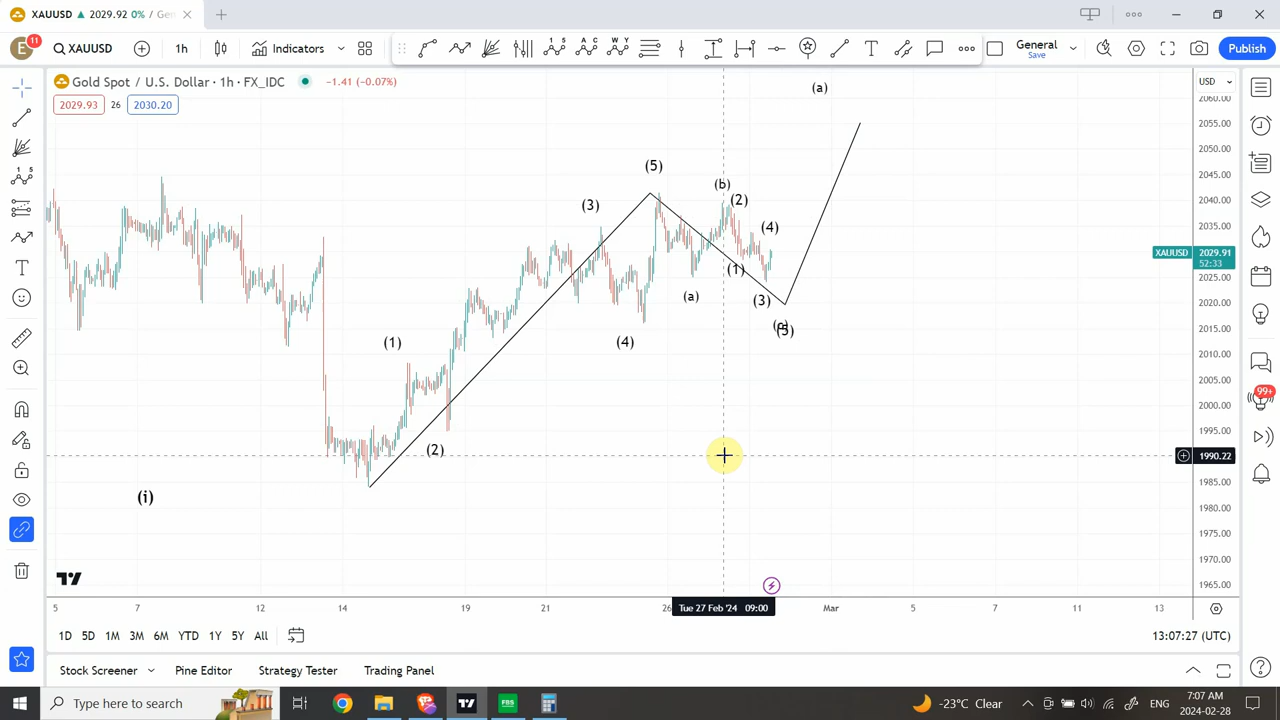 XAUUSD ▲ 2029.92 0% / Gen
E
11
XAUUSD
1h
Indicators
General
Save
Publish
Gold Spot / U.S. Dollar · 1h · FX_IDC
−1.41 (−0.07%)
2029.93
26
2030.20
USD
2060.00
2055.00
2050.00
2045.00
2040.00
2035.00
XAUUSD
2029.91
52:33
2025.00
2020.00
2015.00
2010.00
2005.00
2000.00
1995.00
1990.22
1985.00
1980.00
1975.00
1970.00
1965.00
(a)
(5)
(b)
(3)
(2)
(4)
(1)
(a)
(3)
(5)
(1)
(4)
(2)
(i)
99+
5
7
12
14
19
21
26
Tue 27 Feb '24 09:00
Mar
5
7
11
13
1D
5D
1M
3M
6M
YTD
1Y
5Y
All
13:07:27 (UTC)
Stock Screener
Pine Editor
Strategy Tester
Trading Panel
Type here to search
FBS
-23°C Clear
ENG
7:07 AM
2024-02-28